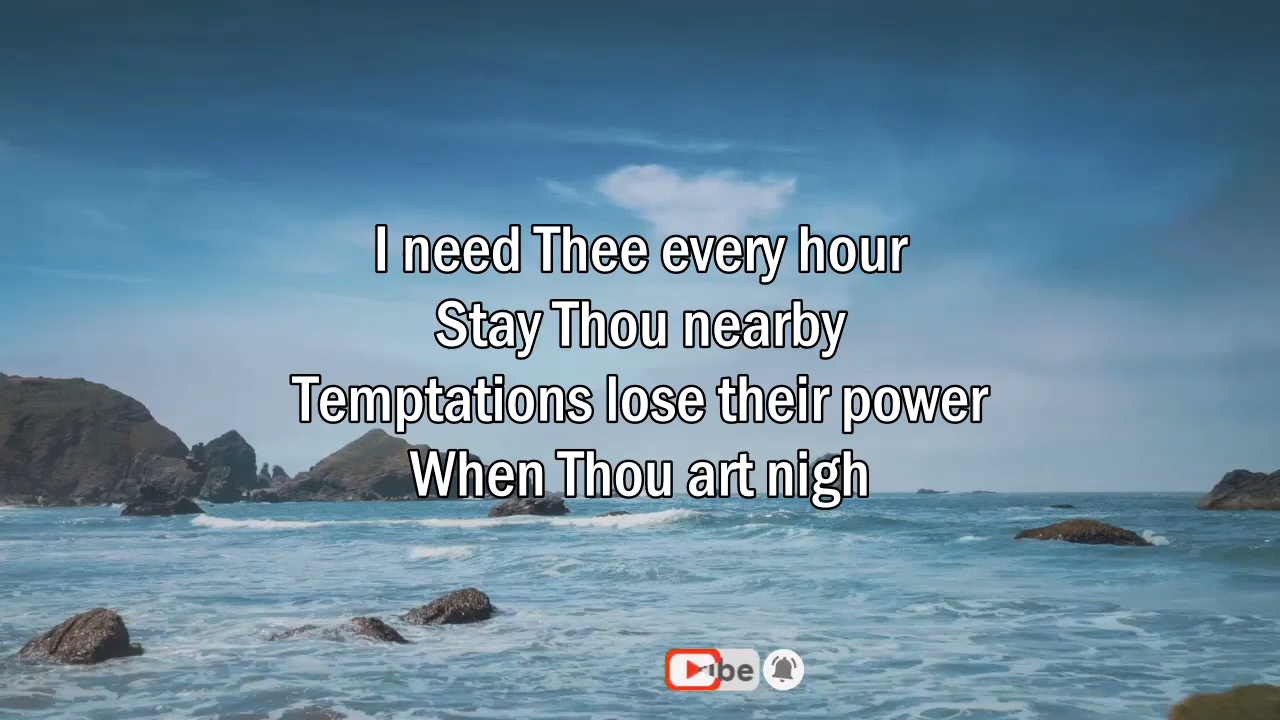 I need Thee every hour
Stay Thou nearby
Temptations lose their power
When Thou art nigh